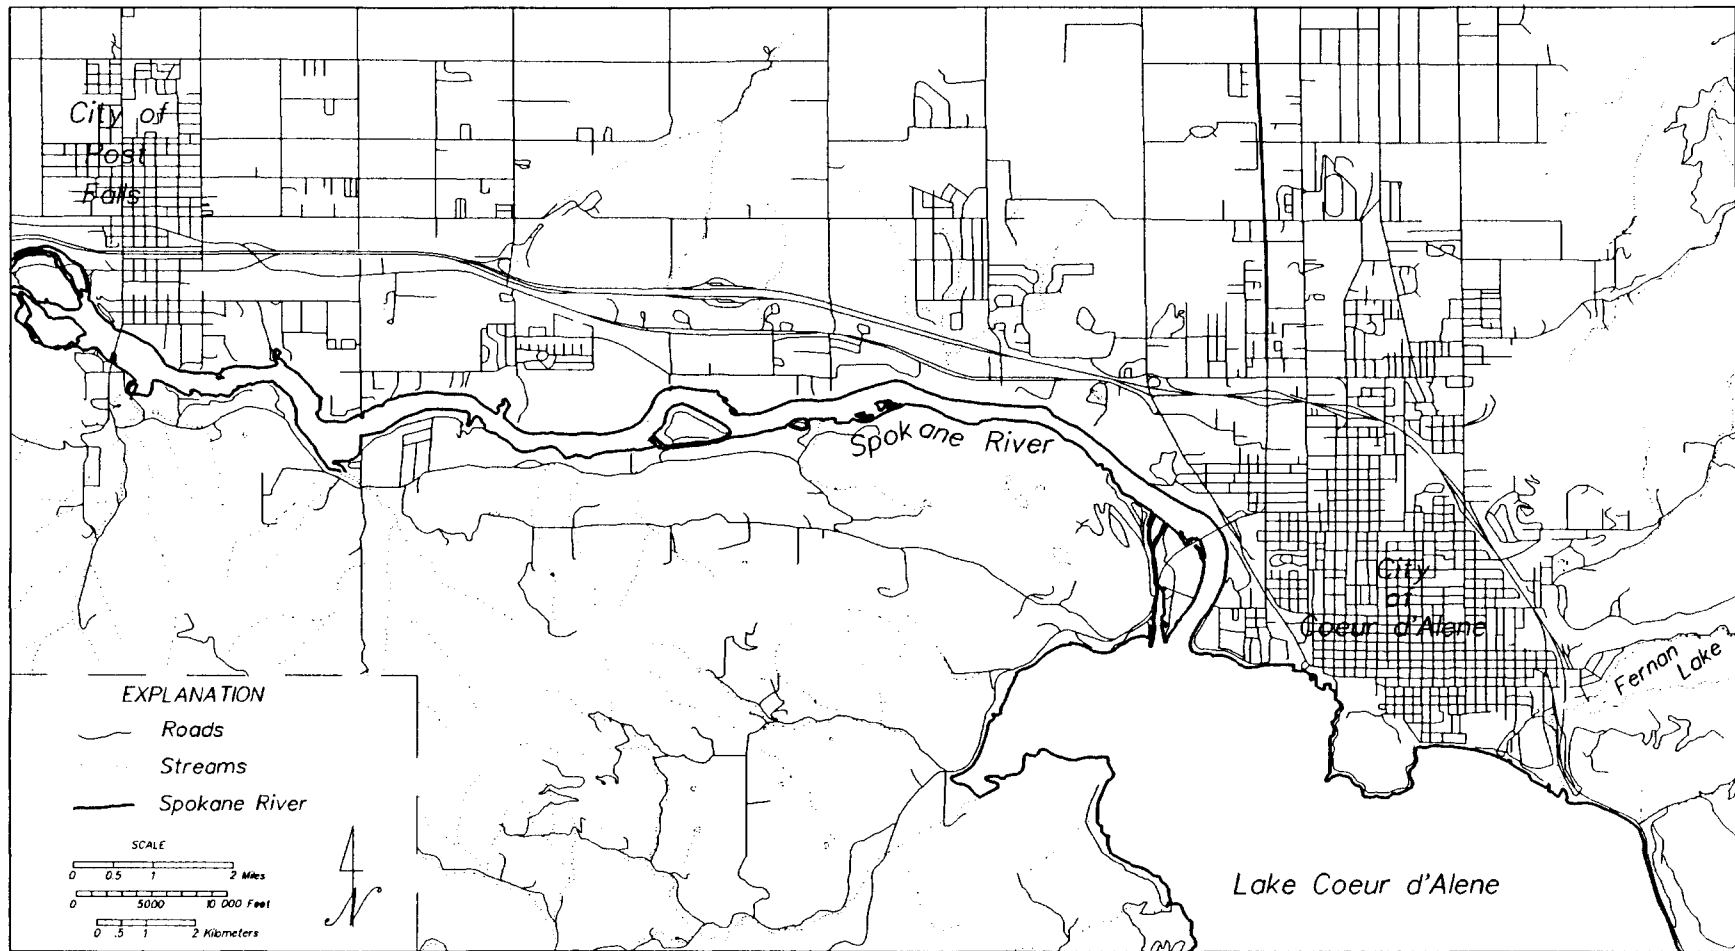 City of
Post
Falls
Spokane River
City
of
Coeur d'Alene
Fernan
Lake
EXPLANATION
Roads
Streams
Spokane River
SCALE
0 0.5 1 2 Miles
0 5000 10 000 Feet
0 .5 1 2 Kilometers
N
Lake Coeur d'Alene